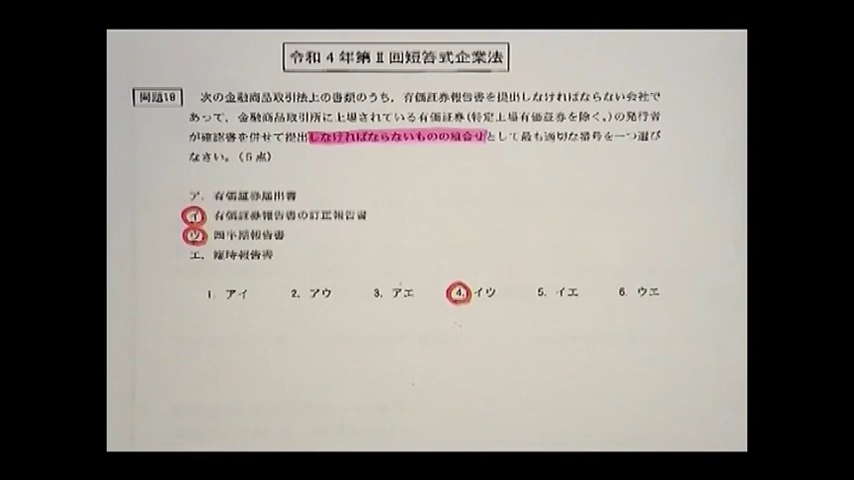 令和４年第Ⅱ回短答式企業法
問題18 次の金融商品取引法上の書類のうち，有価証券報告書を提出しなければならない会社で
あって，金融商品取引所に上場されている有価証券(特定上場有価証券を除く。)の発行者
が確認書を併せて提出しなければならないものの組合せとして最も適切な番号を一つ選び
なさい。(５点)
ア．有価証券届出書
イ．有価証券報告書の訂正報告書
ウ．四半期報告書
エ．臨時報告書
1．アイ 2．アウ 3．アエ 4．イウ 5．イエ 6．ウエ